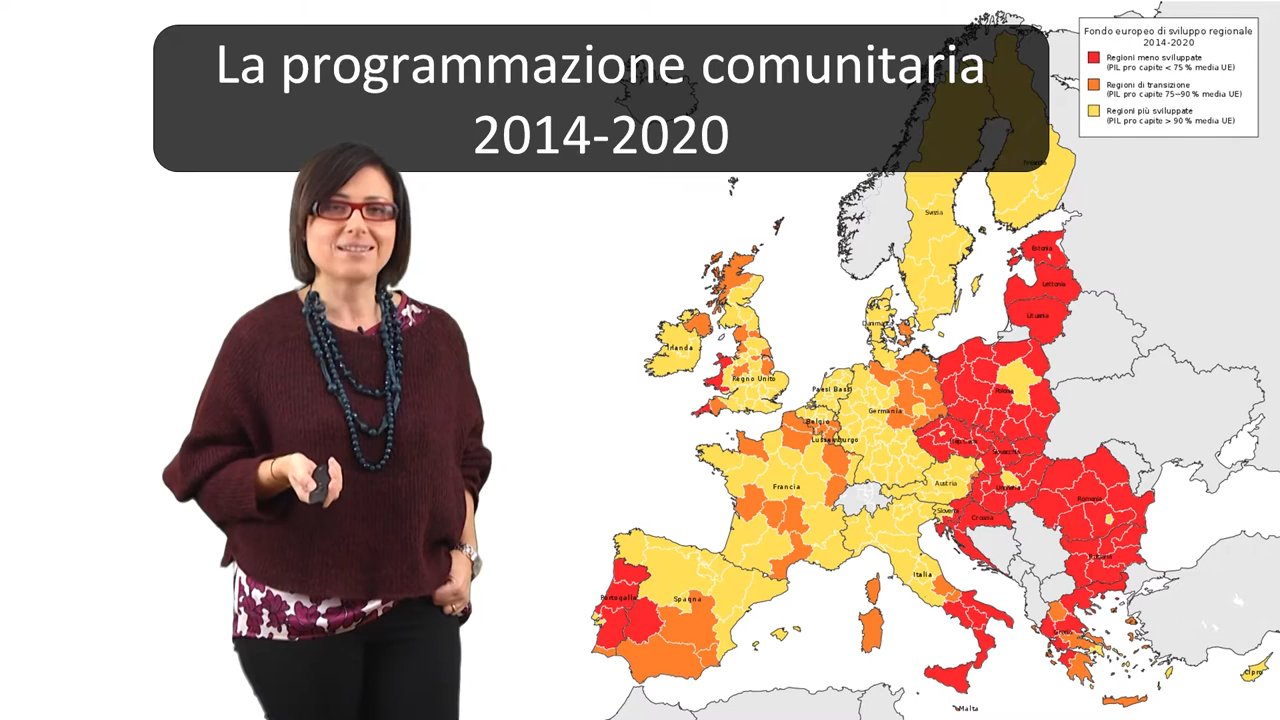 La programmazione comunitaria
2014-2020
Fondo europeo di sviluppo regionale
2014-2020
Regioni meno sviluppate
(PIL pro capite < 75 % media UE)
Regioni di transizione
(PIL pro capite 75–90 % media UE)
Regioni più sviluppate
(PIL pro capite > 90 % media UE)
Svezia
Estonia
Lettonia
Lituania
Danimarca
Irlanda
Regno Unito
Paesi Bassi
Polonia
Germania
Belgio
Lussemburgo
Francia
Austria
Ungheria
Romania
Slovenia
Croazia
Italia
Portogallo
Spagna
Grecia
Cipro
Malta